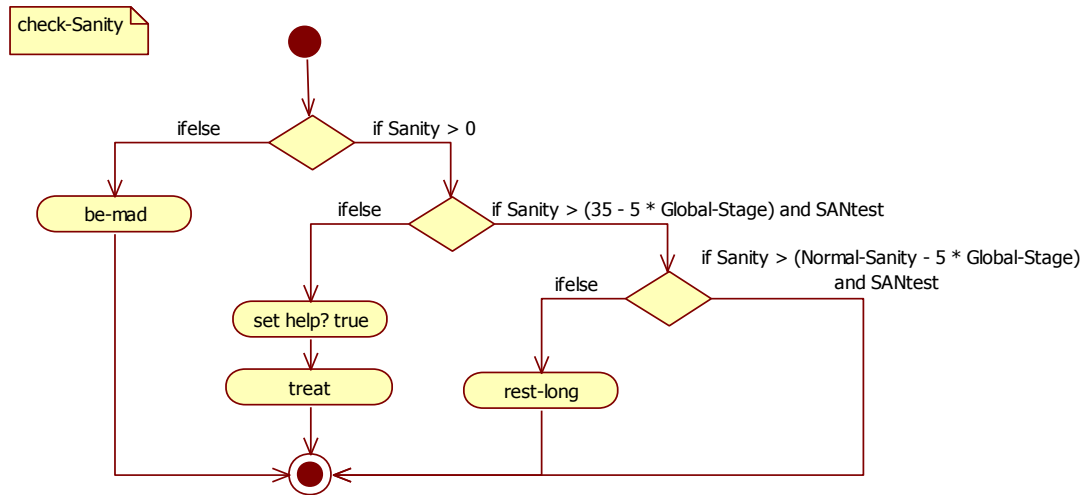 check-Sanity
ifelse
if Sanity > 0
be-mad
ifelse
if Sanity > (35 - 5 * Global-Stage) and SANtest
if Sanity > (Normal-Sanity - 5 * Global-Stage)
and SANtest
ifelse
set help? true
treat
rest-long